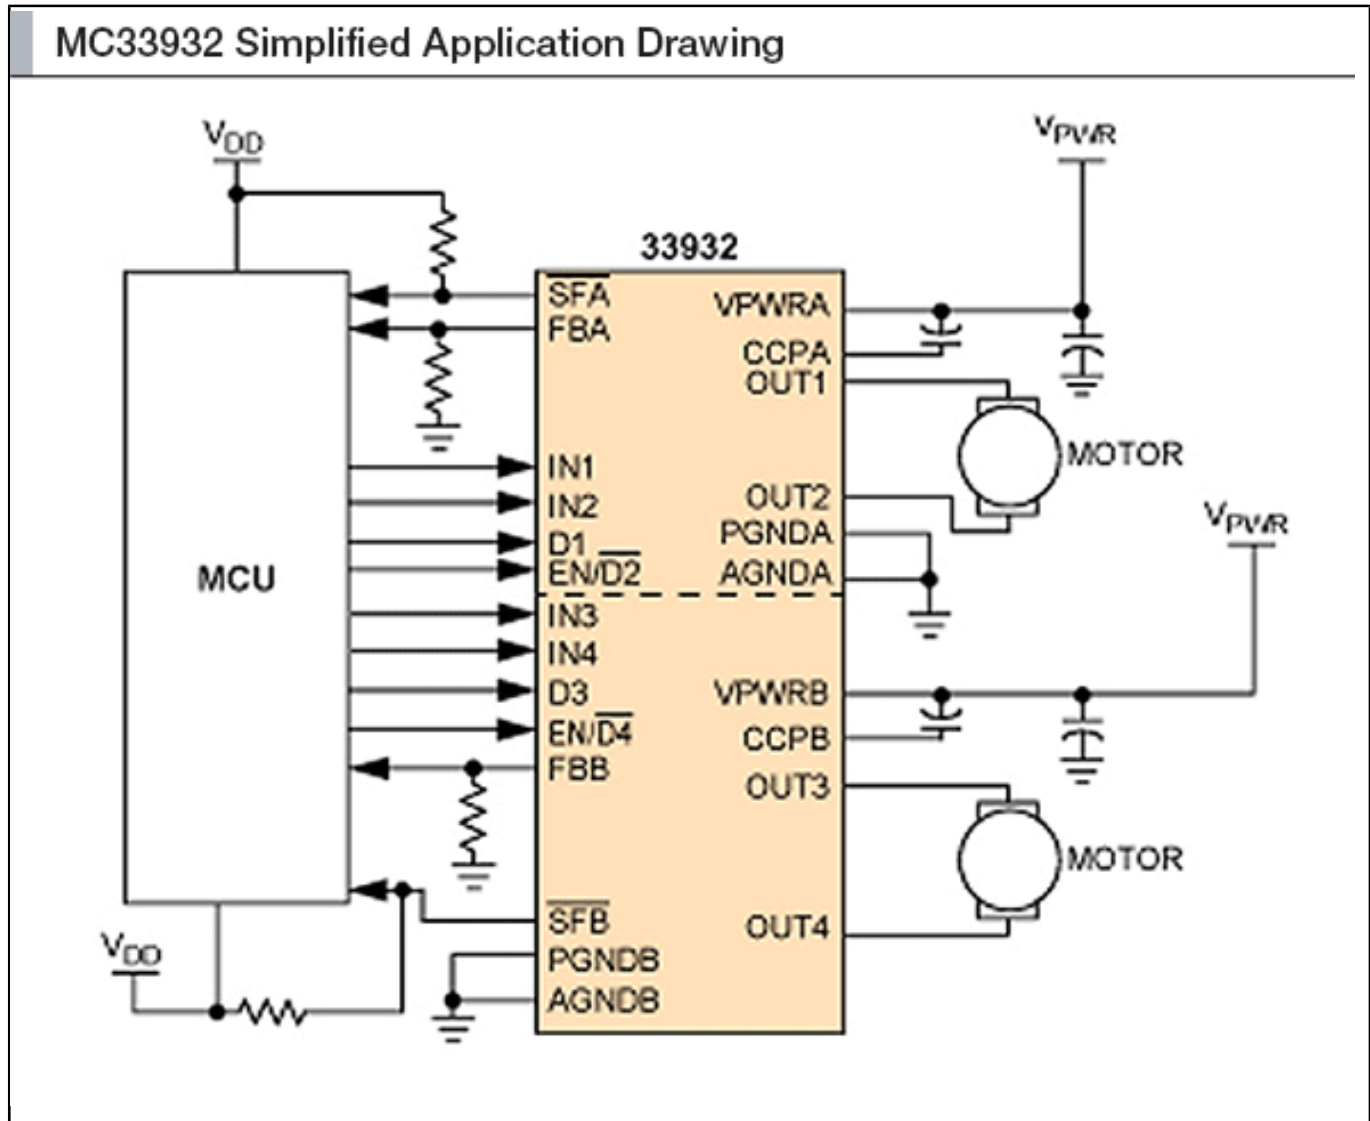 MC33932 Simplified Application Drawing
VDD
VPWR
33932
SFA
FBA
IN1
IN2
D1
EN/D2
IN3
IN4
D3
EN/D4
FBB
SFB
PGNDB
AGNDB
VPWRA
CCPA
OUT1
OUT2
PGNDA
AGNDA
VPWRB
CCPB
OUT3
OUT4
MCU
MOTOR
VPWR
MOTOR
VDD